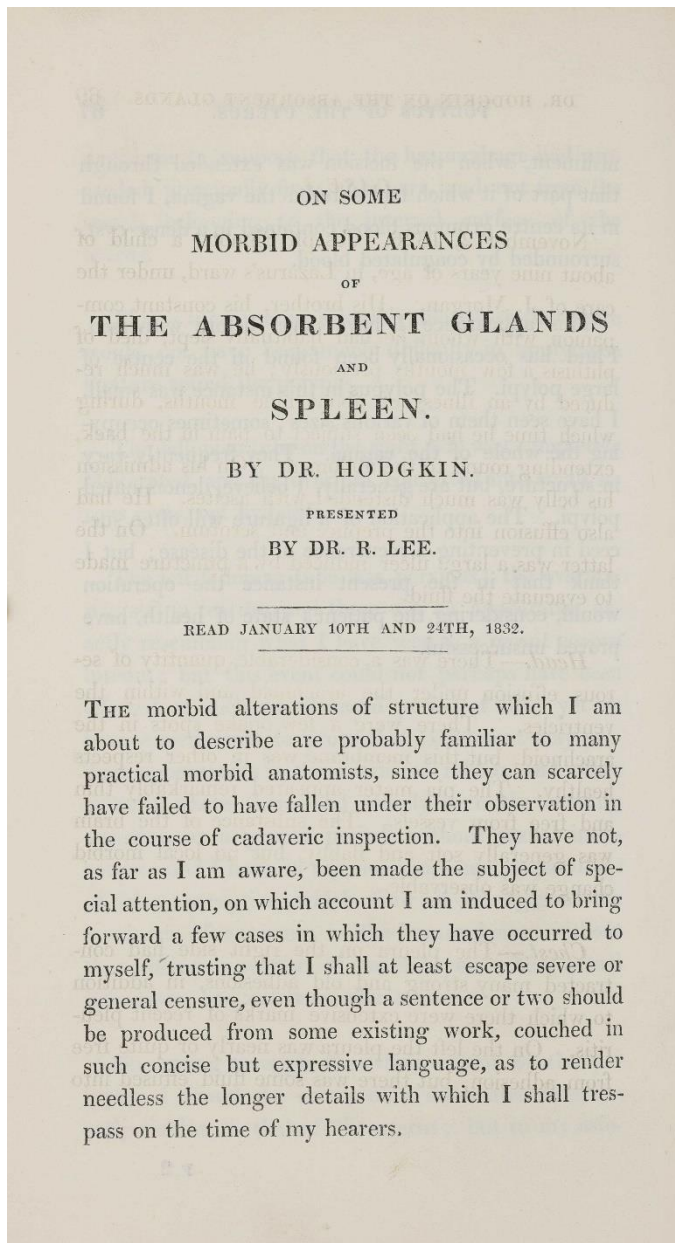 ON SOME
MORBID APPEARANCES
OF
THE ABSORBENT GLANDS
AND
SPLEEN.
BY DR. HODGKIN.
PRESENTED
BY DR. R. LEE.
READ JANUARY 10TH AND 24TH, 1832.
THE morbid alterations of structure which I am
about to describe are probably familiar to many
practical morbid anatomists, since they can scarcely
have failed to have fallen under their observation in
the course of cadaveric inspection. They have not,
as far as I am aware, been made the subject of spe-
cial attention, on which account I am induced to bring
forward a few cases in which they have occurred to
myself, trusting that I shall at least escape severe or
general censure, even though a sentence or two should
be produced from some existing work, couched in
such concise but expressive language, as to render
needless the longer details with which I shall tres-
pass on the time of my hearers.